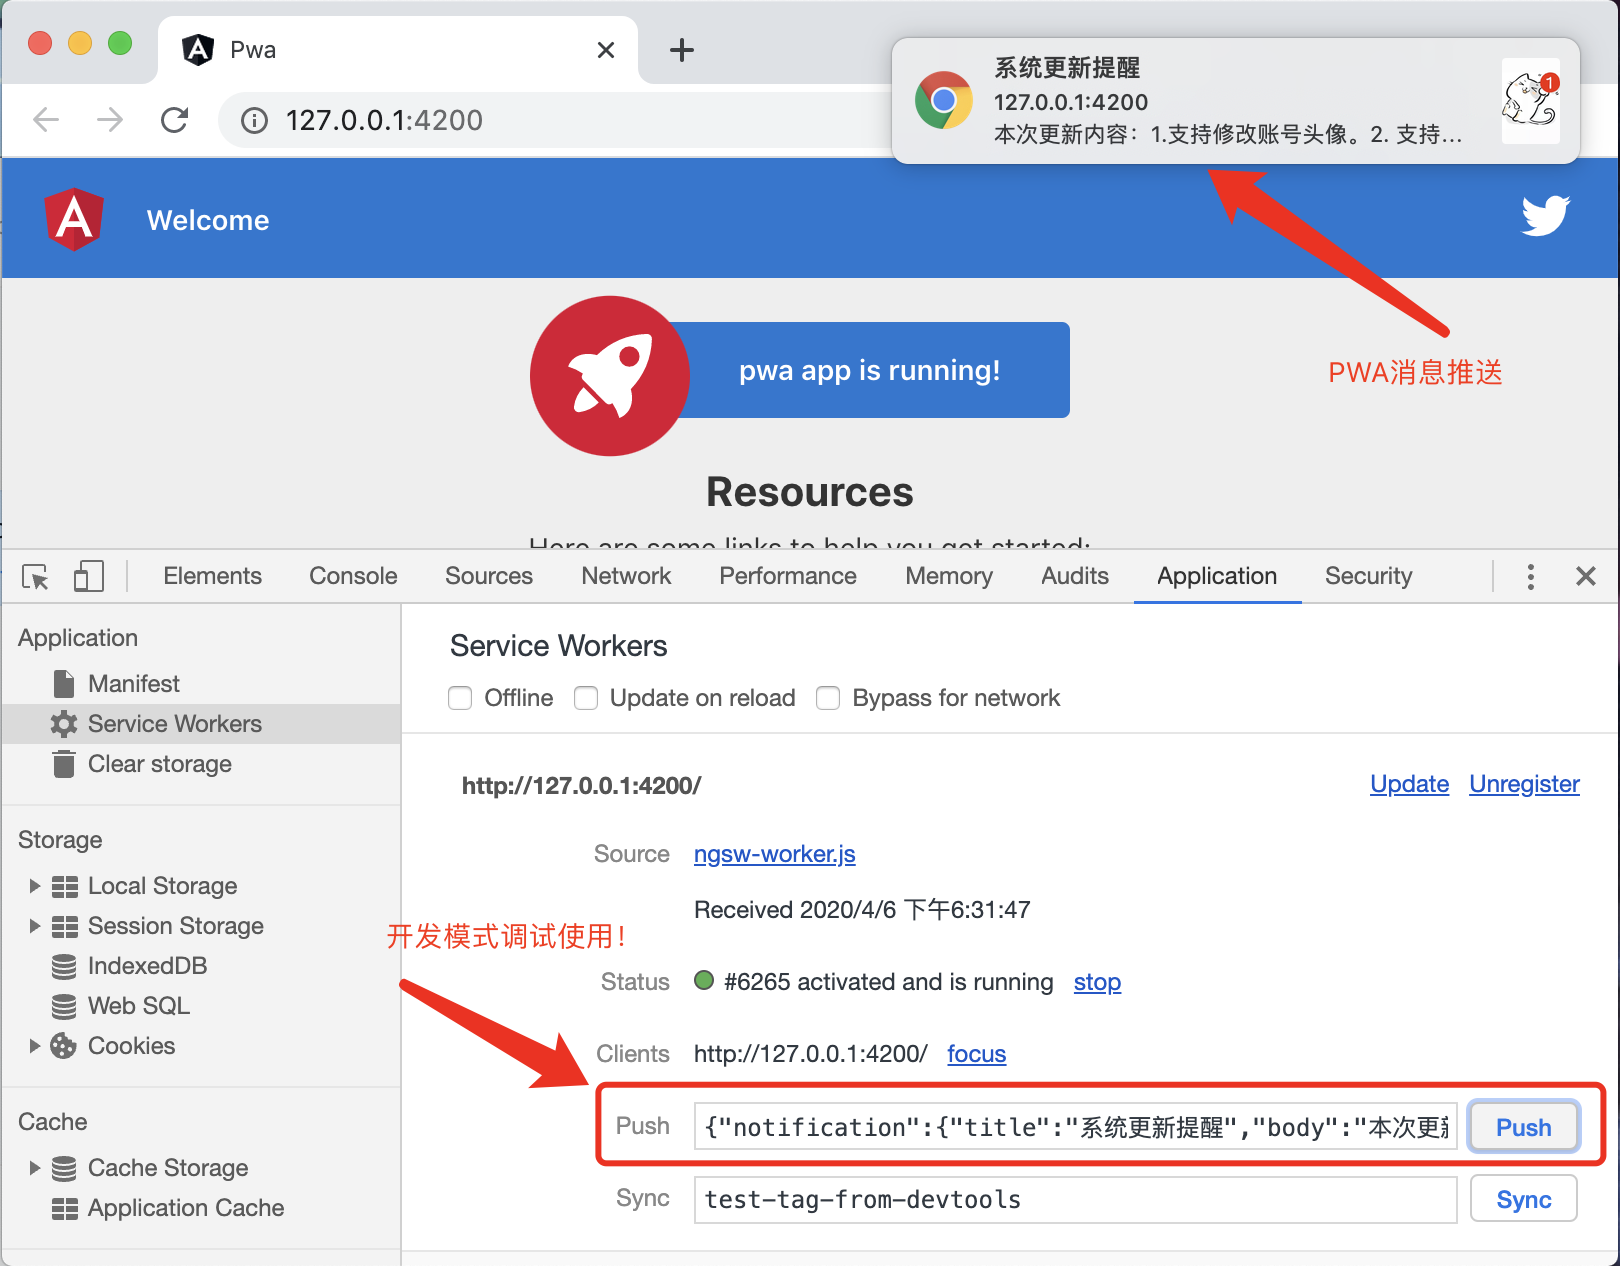 Pwa
系统更新提醒
127.0.0.1:4200
本次更新内容：1.支持修改账号头像。2. 支持...
1
127.0.0.1:4200
Welcome
PWA消息推送
pwa app is running!
Resources
Here are some links to help you get started:
Elements Console Sources Network Performance Memory Audits Application Security
Application
Manifest
Service Workers
Clear storage
Storage
Local Storage
Session Storage
IndexedDB
Web SQL
Cookies
Cache
Cache Storage
Application Cache
Service Workers
Offline Update on reload Bypass for network
http://127.0.0.1:4200/ Update Unregister
Source ngsw-worker.js
Received 2020/4/6 下午6:31:47
开发模式调试使用！
Status #6265 activated and is running stop
Clients http://127.0.0.1:4200/ focus
Push {"notification":{"title":"系统更新提醒","body":"本次更新 Push
Sync test-tag-from-devtools Sync